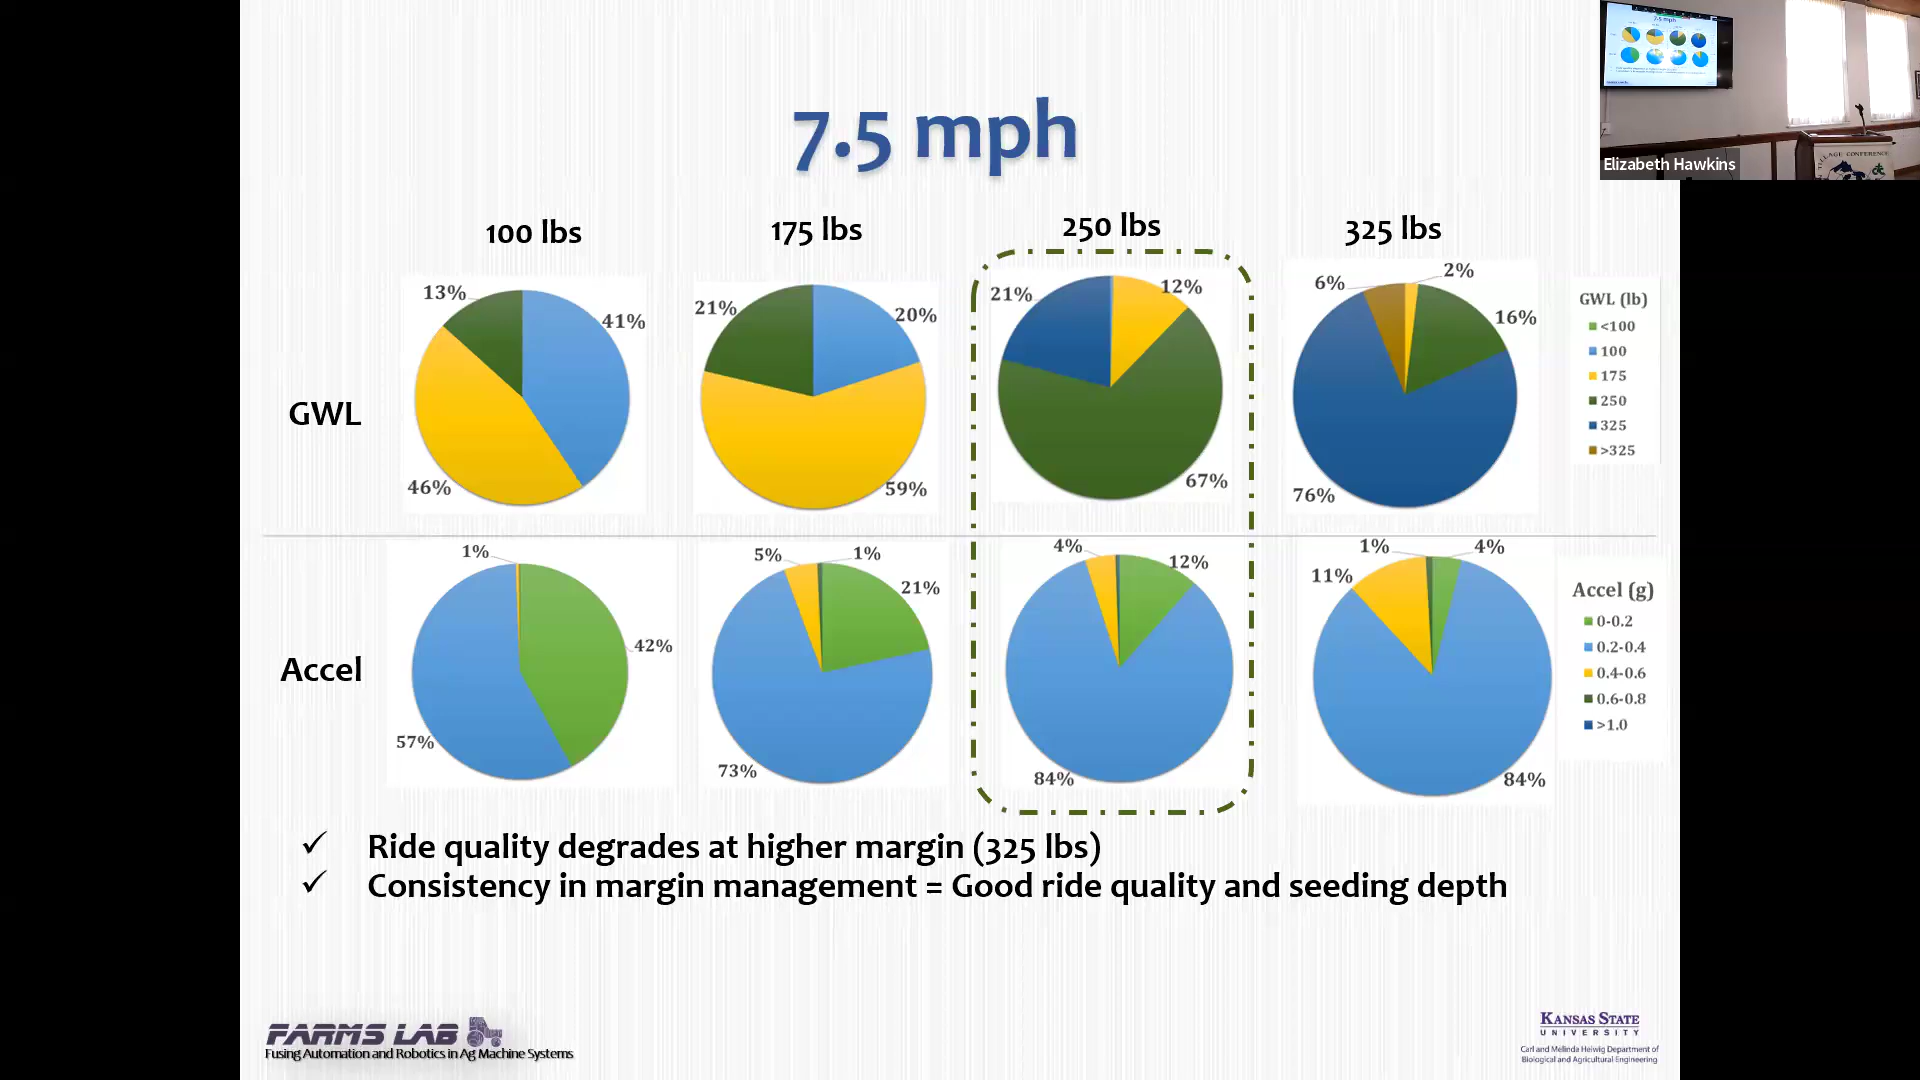 7.5 mph
Elizabeth Hawkins
TILLAGE CONFERENCE
100 lbs
175 lbs
250 lbs
325 lbs
GWL
13%
41%
46%
21%
20%
59%
21%
12%
67%
6%
2%
16%
76%
GWL (lb)
<100
100
175
250
325
>325
Accel
1%
42%
57%
5%
1%
21%
73%
4%
12%
84%
1%
4%
11%
84%
Accel (g)
0-0.2
0.2-0.4
0.4-0.6
0.6-0.8
>1.0
✓ Ride quality degrades at higher margin (325 lbs)
✓ Consistency in margin management = Good ride quality and seeding depth
FARMS LAB
Fusing Automation and Robotics in Ag Machine Systems
KANSAS STATE
UNIVERSITY
Carl and Melinda Helwig Department of
Biological and Agricultural Engineering